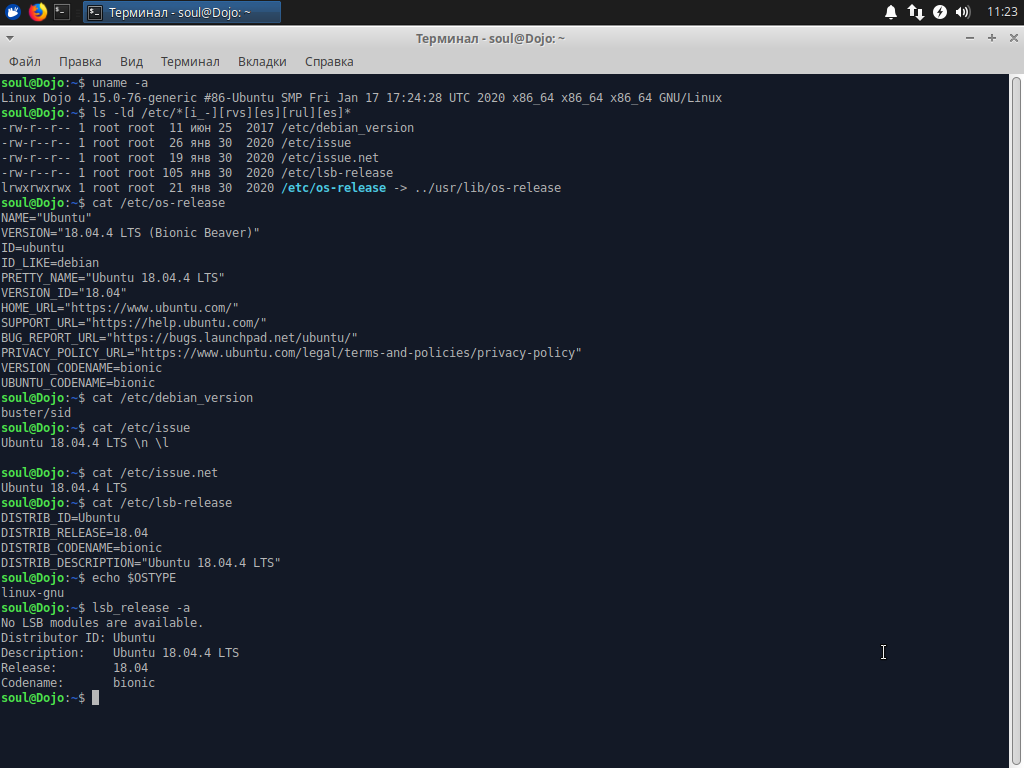 Терминал - soul@Dojo: ~
11:23
Терминал - soul@Dojo: ~
Файл Правка Вид Терминал Вкладки Справка
soul@Dojo:~$ uname -a
Linux Dojo 4.15.0-76-generic #86-Ubuntu SMP Fri Jan 17 17:24:28 UTC 2020 x86_64 x86_64 x86_64 GNU/Linux
soul@Dojo:~$ ls -ld /etc/*[i_-][rvs][es][rul][es]*
-rw-r--r-- 1 root root  11 июн 25  2017 /etc/debian_version
-rw-r--r-- 1 root root  26 янв 30  2020 /etc/issue
-rw-r--r-- 1 root root  19 янв 30  2020 /etc/issue.net
-rw-r--r-- 1 root root 105 янв 30  2020 /etc/lsb-release
lrwxrwxrwx 1 root root  21 янв 30  2020 /etc/os-release -> ../usr/lib/os-release
soul@Dojo:~$ cat /etc/os-release
NAME="Ubuntu"
VERSION="18.04.4 LTS (Bionic Beaver)"
ID=ubuntu
ID_LIKE=debian
PRETTY_NAME="Ubuntu 18.04.4 LTS"
VERSION_ID="18.04"
HOME_URL="https://www.ubuntu.com/"
SUPPORT_URL="https://help.ubuntu.com/"
BUG_REPORT_URL="https://bugs.launchpad.net/ubuntu/"
PRIVACY_POLICY_URL="https://www.ubuntu.com/legal/terms-and-policies/privacy-policy"
VERSION_CODENAME=bionic
UBUNTU_CODENAME=bionic
soul@Dojo:~$ cat /etc/debian_version
buster/sid
soul@Dojo:~$ cat /etc/issue
Ubuntu 18.04.4 LTS \n \l
soul@Dojo:~$ cat /etc/issue.net
Ubuntu 18.04.4 LTS
soul@Dojo:~$ cat /etc/lsb-release
DISTRIB_ID=Ubuntu
DISTRIB_RELEASE=18.04
DISTRIB_CODENAME=bionic
DISTRIB_DESCRIPTION="Ubuntu 18.04.4 LTS"
soul@Dojo:~$ echo $OSTYPE
linux-gnu
soul@Dojo:~$ lsb_release -a
No LSB modules are available.
Distributor ID: Ubuntu
Description:    Ubuntu 18.04.4 LTS
Release:        18.04
Codename:       bionic
soul@Dojo:~$